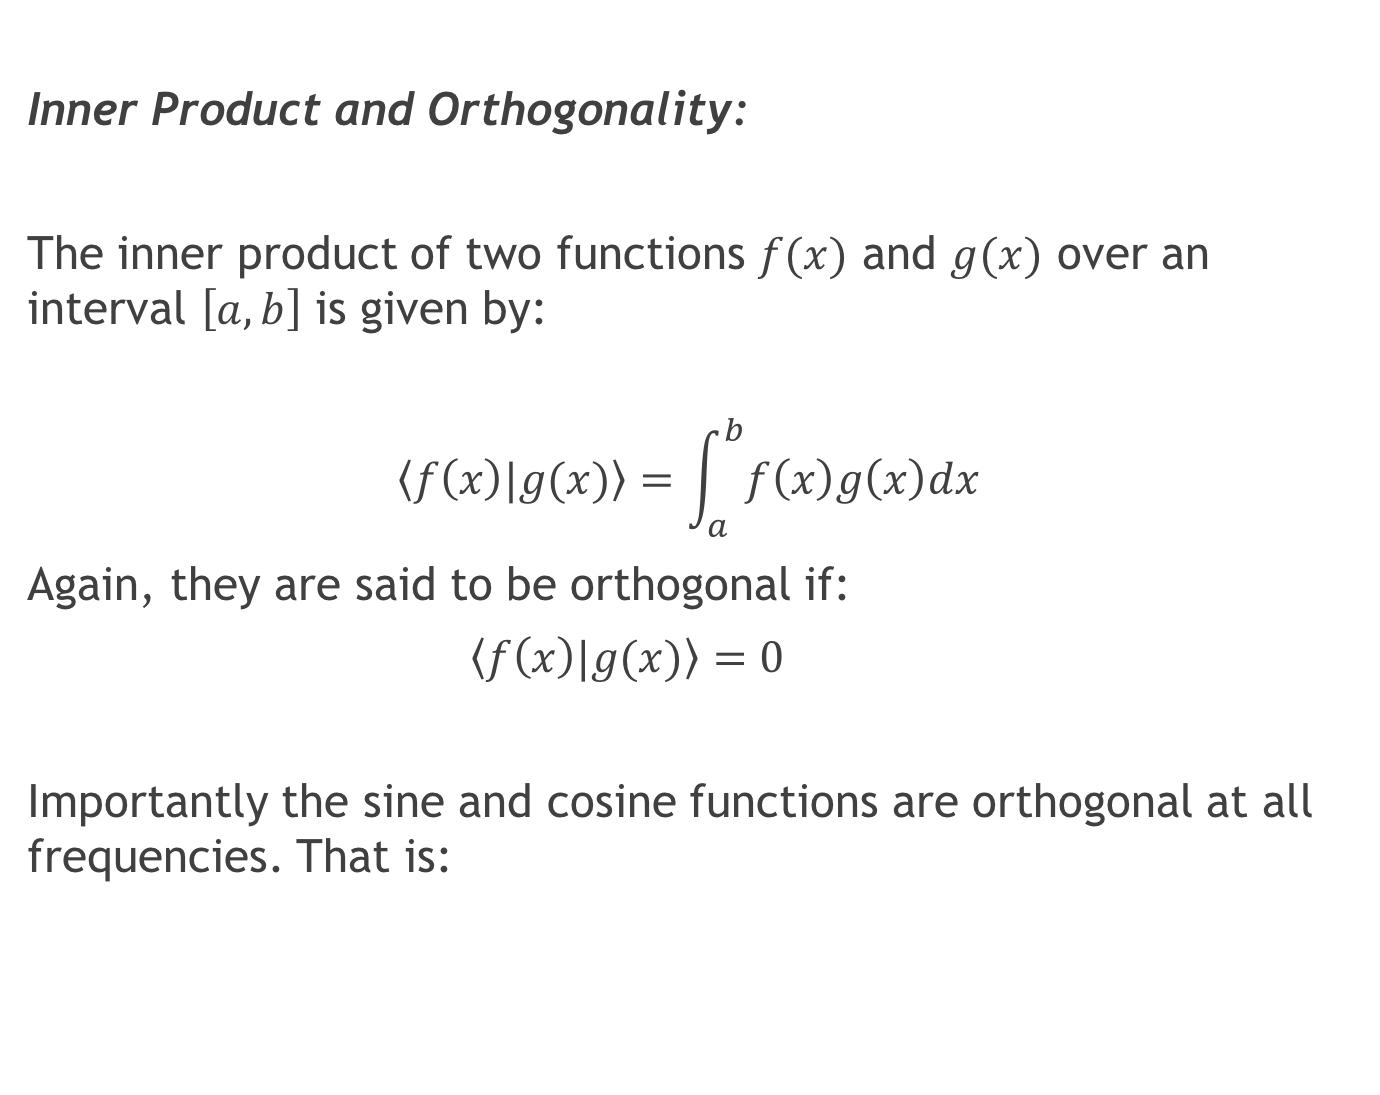 Inner Product and Orthogonality:
The inner product of two functions 𝑓(𝑥) and 𝑔(𝑥) over an
interval [𝑎, 𝑏] is given by:
⟨𝑓(𝑥)|𝑔(𝑥)⟩ = ∫ₐᵇ 𝑓(𝑥)𝑔(𝑥)𝑑𝑥
Again, they are said to be orthogonal if:
⟨𝑓(𝑥)|𝑔(𝑥)⟩ = 0
Importantly the sine and cosine functions are orthogonal at all
frequencies. That is: